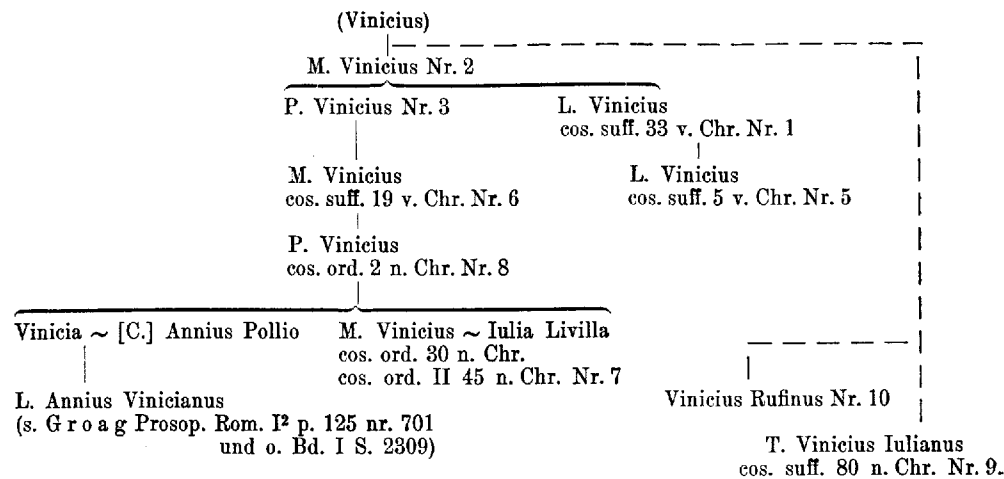 (Vinicius)
M. Vinicius Nr. 2
P. Vinicius Nr. 3
L. Vinicius
cos. suff. 33 v. Chr. Nr. 1
M. Vinicius
cos. suff. 19 v. Chr. Nr. 6
L. Vinicius
cos. suff. 5 v. Chr. Nr. 5
P. Vinicius
cos. ord. 2 n. Chr. Nr. 8
Vinicia ~ [C.] Annius Pollio
M. Vinicius ~ Iulia Livilla
cos. ord. 30 n. Chr.
cos. ord. II 45 n. Chr. Nr. 7
L. Annius Vinicianus
(s. Groag Prosop. Rom. I² p. 125 nr. 701
und o. Bd. I S. 2309)
Vinicius Rufinus Nr. 10
T. Vinicius Iulianus
cos. suff. 80 n. Chr. Nr. 9.